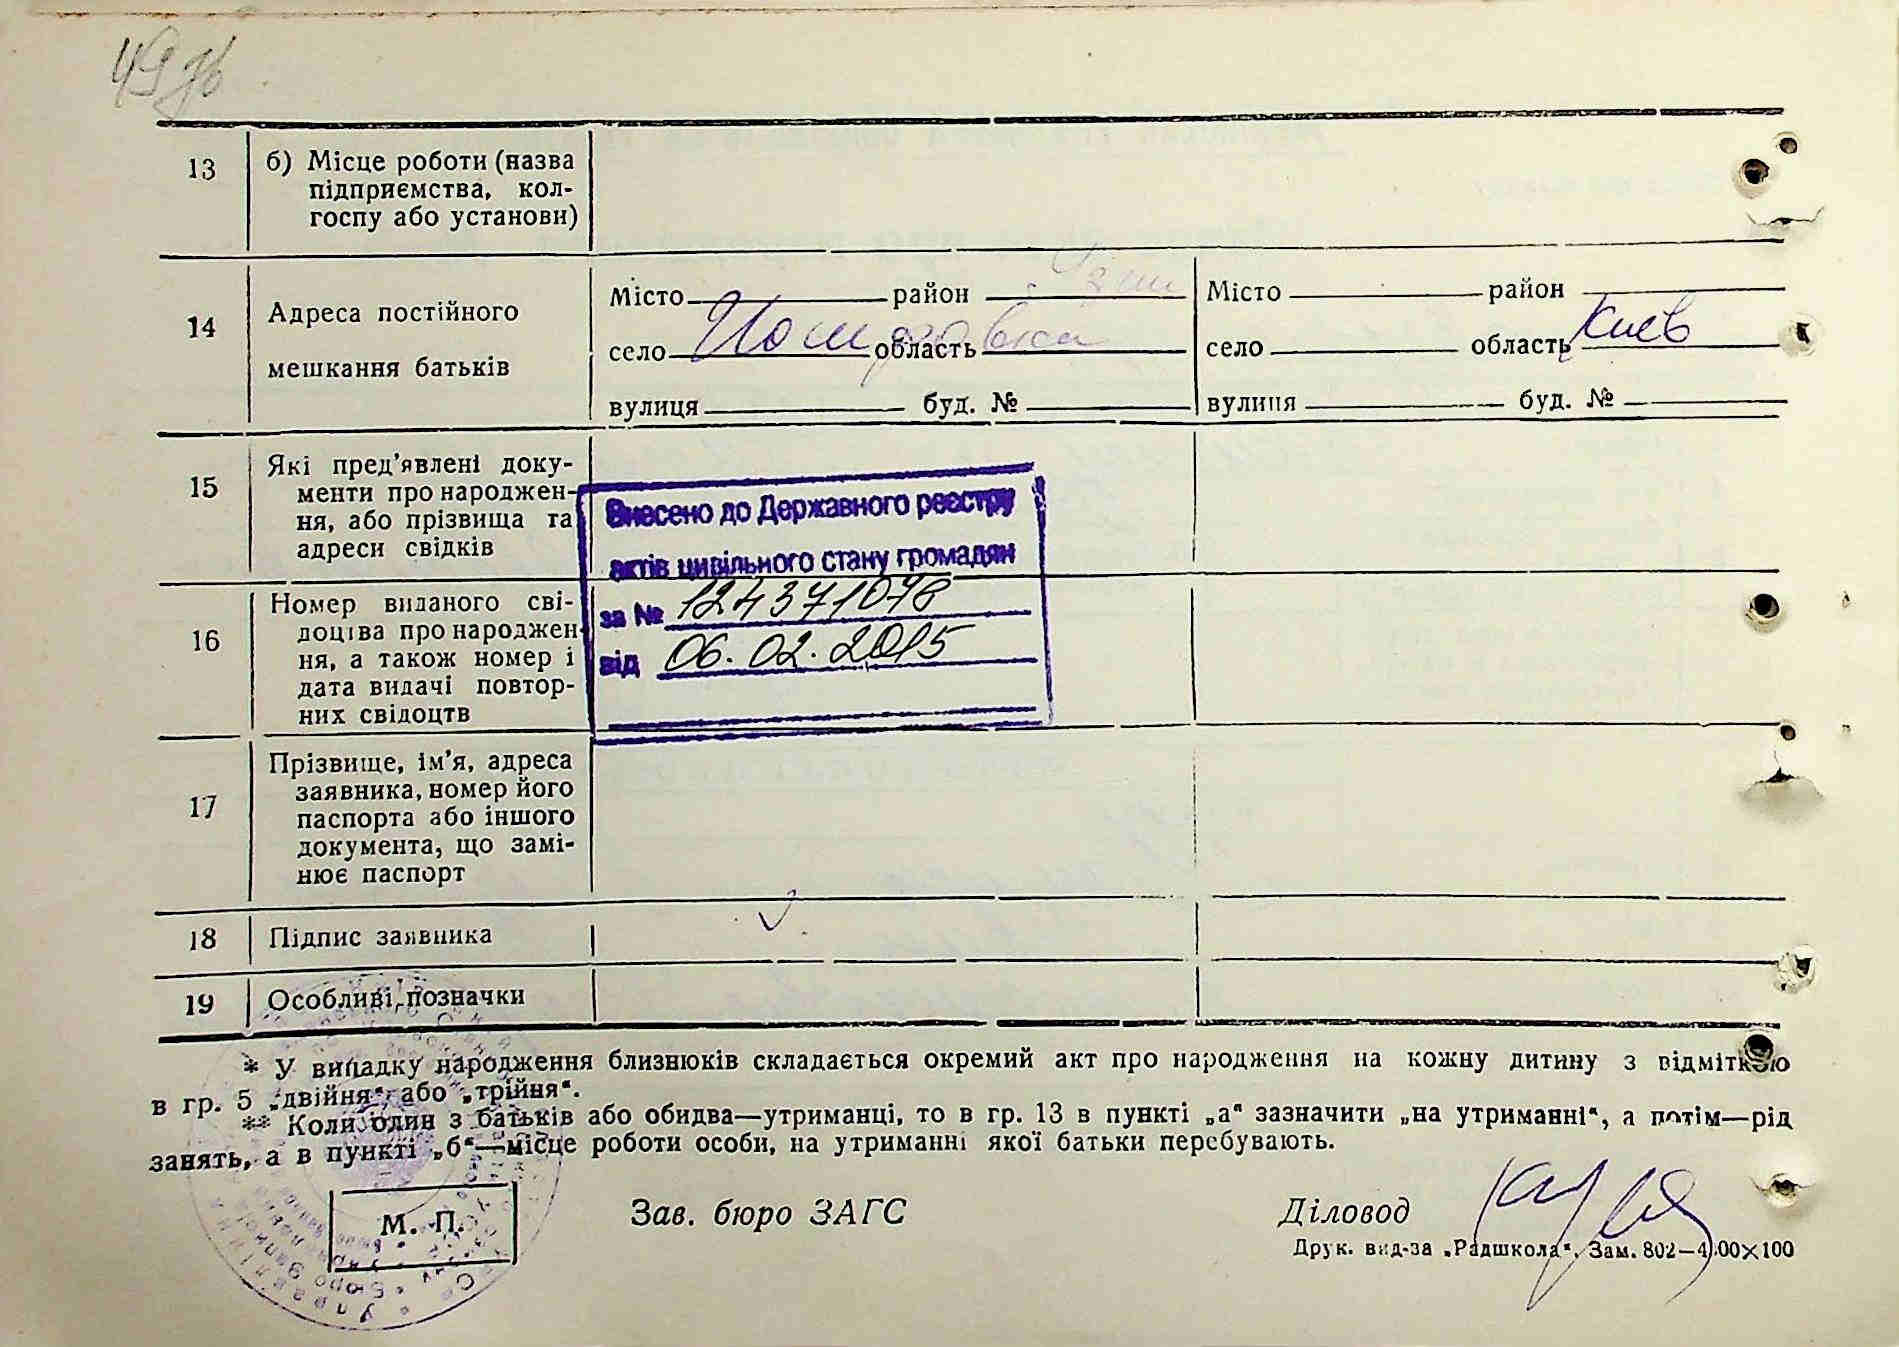 49 зв
13
б) Місце роботи (назва
підприємства, кол-
госпу або установи)
14
Адреса постійного
мешкання батьків
Місто район
село область
вулиця буд. №
Місто район
село область Киев
вулиця буд. №
15
Які пред'явлені доку-
менти про народжен-
ня, або прізвища та
адреси свідків
Внесено до Державного реєстру
актів цивільного стану громадян
за № 124371078
від 06.02.2015
16
Номер виданого сві-
доцтва про народжен-
ня, а також номер і
дата видачі повтор-
них свідоцтв
17
Прізвище, ім'я, адреса
заявника, номер його
паспорта або іншого
документа, що замі-
нює паспорт
18
Підпис заявника
19
Особливі позначки
* У випадку народження близнюків складається окремий акт про народження на кожну дитину з відміткою
в гр. 5 „двійня“ або „трійня“.
** Коли один з батьків або обидва—утриманці, то в гр. 13 в пункті „а“ зазначити „на утриманні“, а потім—рід
занять, а в пункті „б“—місце роботи особи, на утриманні якої батьки перебувають.
М. П.
Зав. бюро ЗАГС
Діловод
Друк. вид-за „Радшкола“. Зам. 802—4.00×100